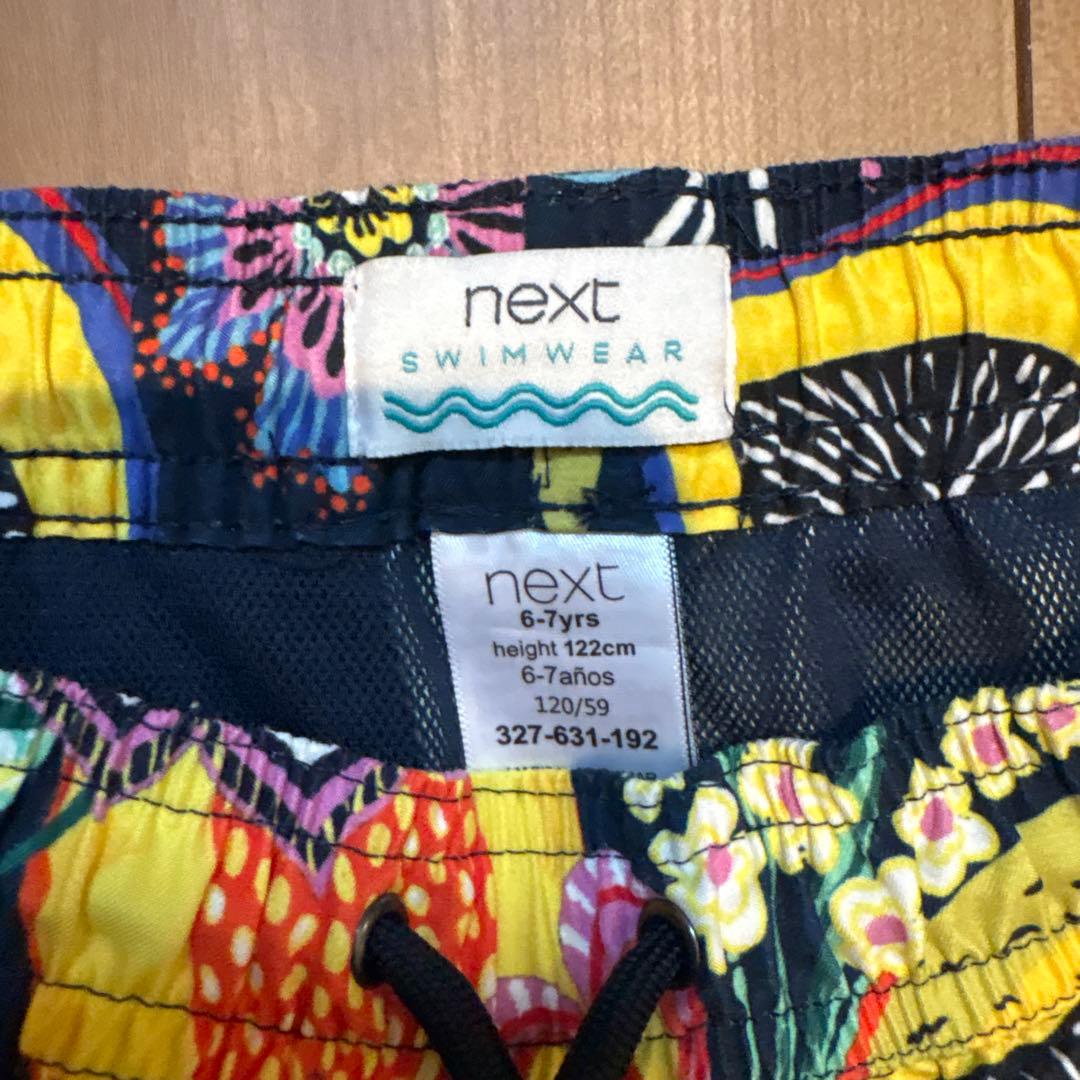 next
SWIMWEAR
next
6-7yrs
height 122cm
6-7años
120/59
327-631-192